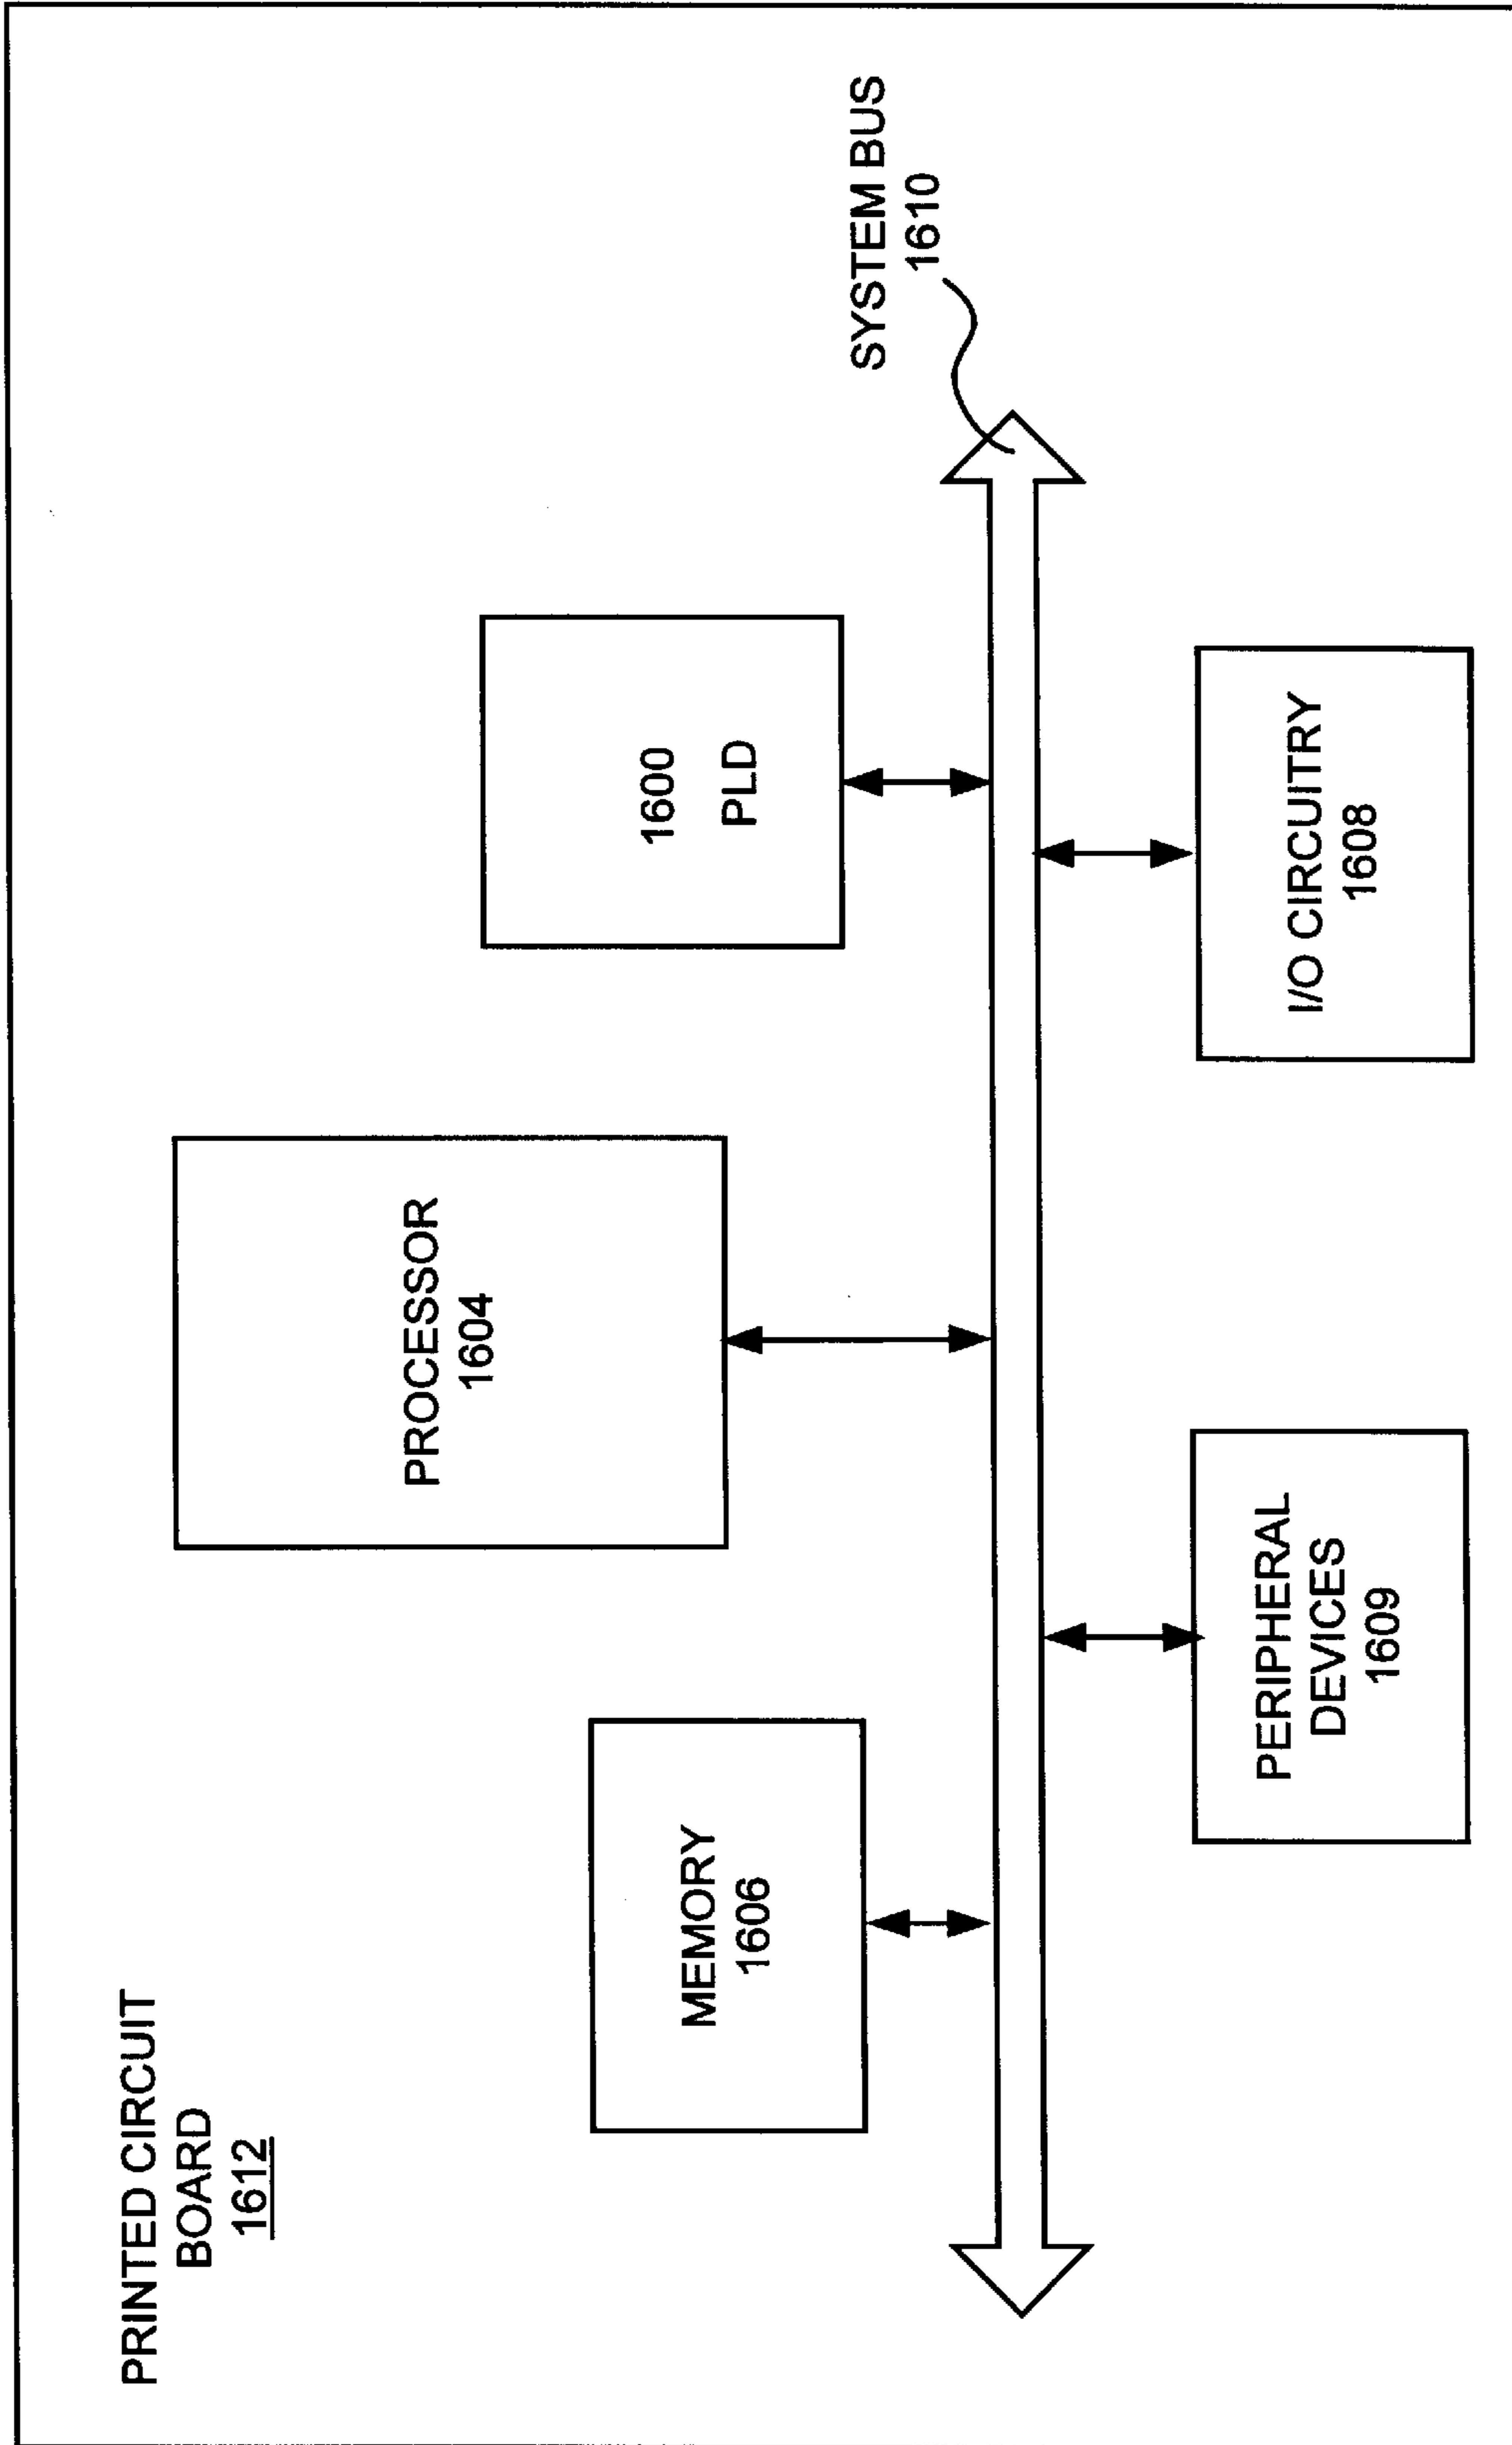 PRINTED CIRCUIT
BOARD
1612
MEMORY
1606
PROCESSOR
1604
1600
PLD
SYSTEM BUS
1610
PERIPHERAL
DEVICES
1609
I/O CIRCUITRY
1608